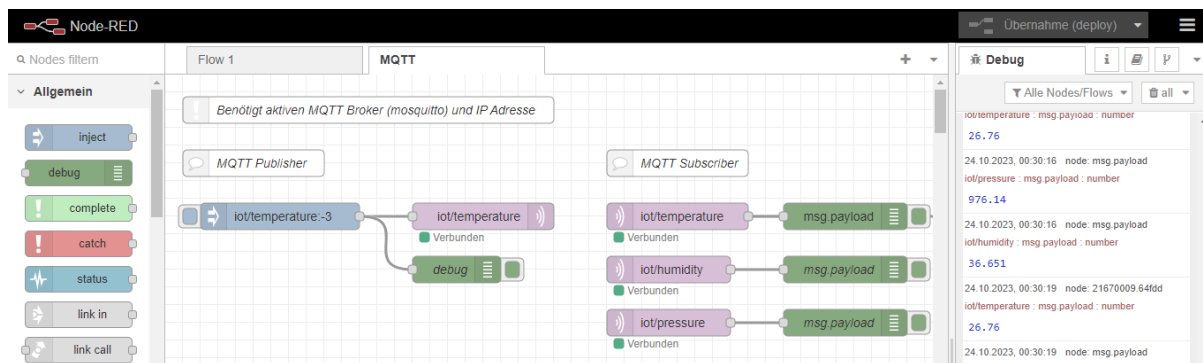 Node-RED
Übernahme (deploy)
Nodes filtern
Flow 1
MQTT
Debug
i
Allgemein
Alle Nodes/Flows
all
inject
debug
complete
catch
status
link in
link call
Benötigt aktiven MQTT Broker (mosquitto) und IP Adresse
MQTT Publisher
MQTT Subscriber
iot/temperature:-3
iot/temperature
Verbunden
debug
iot/temperature
msg.payload
Verbunden
iot/humidity
msg.payload
Verbunden
iot/pressure
msg.payload
Verbunden
iot/temperature : msg.payload : number
26.76
24.10.2023, 00:30:16 node: msg.payload
iot/pressure : msg.payload : number
976.14
24.10.2023, 00:30:16 node: msg.payload
iot/humidity : msg.payload : number
36.651
24.10.2023, 00:30:19 node: 21670009.64fdd
iot/temperature : msg.payload : number
26.76
24.10.2023, 00:30:19 node: msg.payload